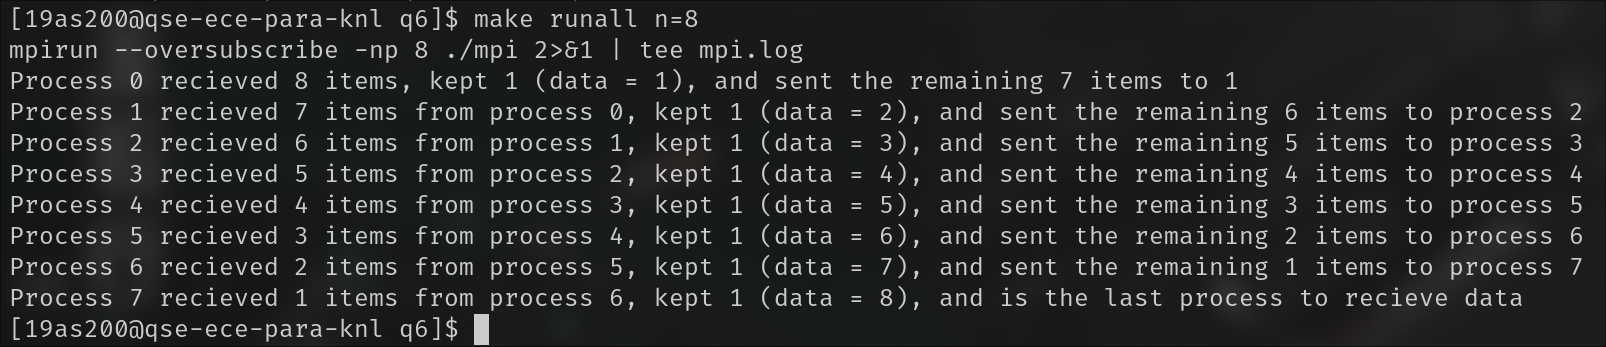 [19as200@qse-ece-para-knl q6]$ make runall n=8
mpirun --oversubscribe -np 8 ./mpi 2>&1 | tee mpi.log
Process 0 recieved 8 items, kept 1 (data = 1), and sent the remaining 7 items to 1
Process 1 recieved 7 items from process 0, kept 1 (data = 2), and sent the remaining 6 items to process 2
Process 2 recieved 6 items from process 1, kept 1 (data = 3), and sent the remaining 5 items to process 3
Process 3 recieved 5 items from process 2, kept 1 (data = 4), and sent the remaining 4 items to process 4
Process 4 recieved 4 items from process 3, kept 1 (data = 5), and sent the remaining 3 items to process 5
Process 5 recieved 3 items from process 4, kept 1 (data = 6), and sent the remaining 2 items to process 6
Process 6 recieved 2 items from process 5, kept 1 (data = 7), and sent the remaining 1 items to process 7
Process 7 recieved 1 items from process 6, kept 1 (data = 8), and is the last process to recieve data
[19as200@qse-ece-para-knl q6]$